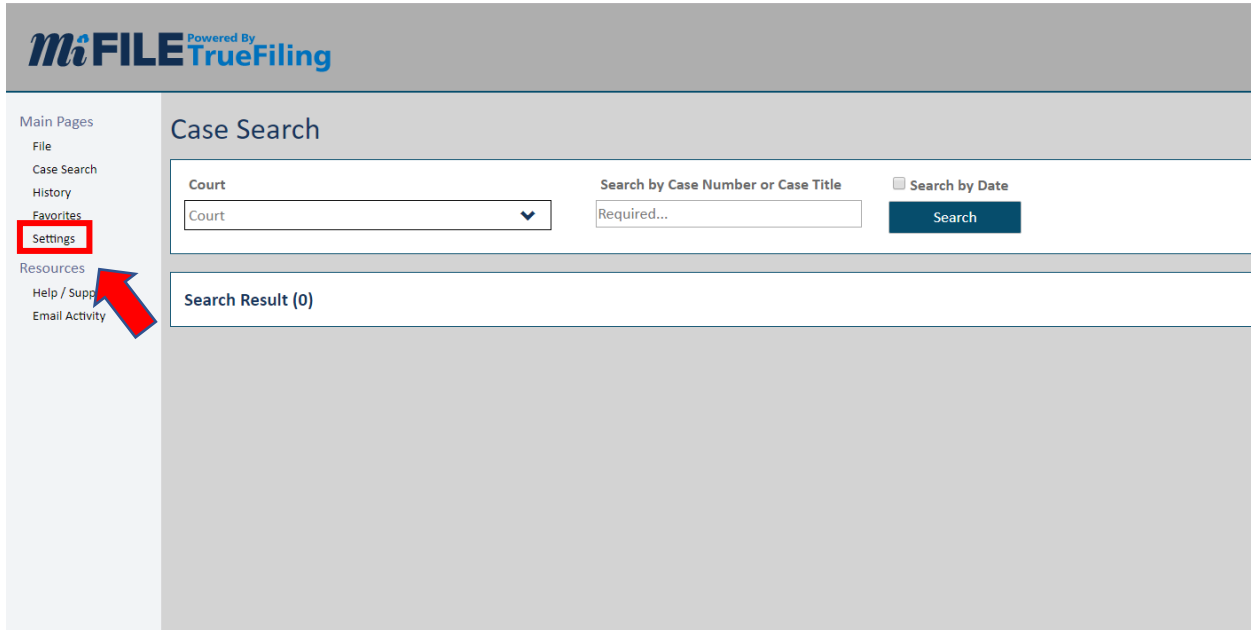 MiFILE Powered By TrueFiling
Main Pages
File
Case Search
History
Favorites
Settings
Resources
Help / Supp
Email Activity
Case Search
Court
Court
Search by Case Number or Case Title
Required...
Search by Date
Search
Search Result (0)